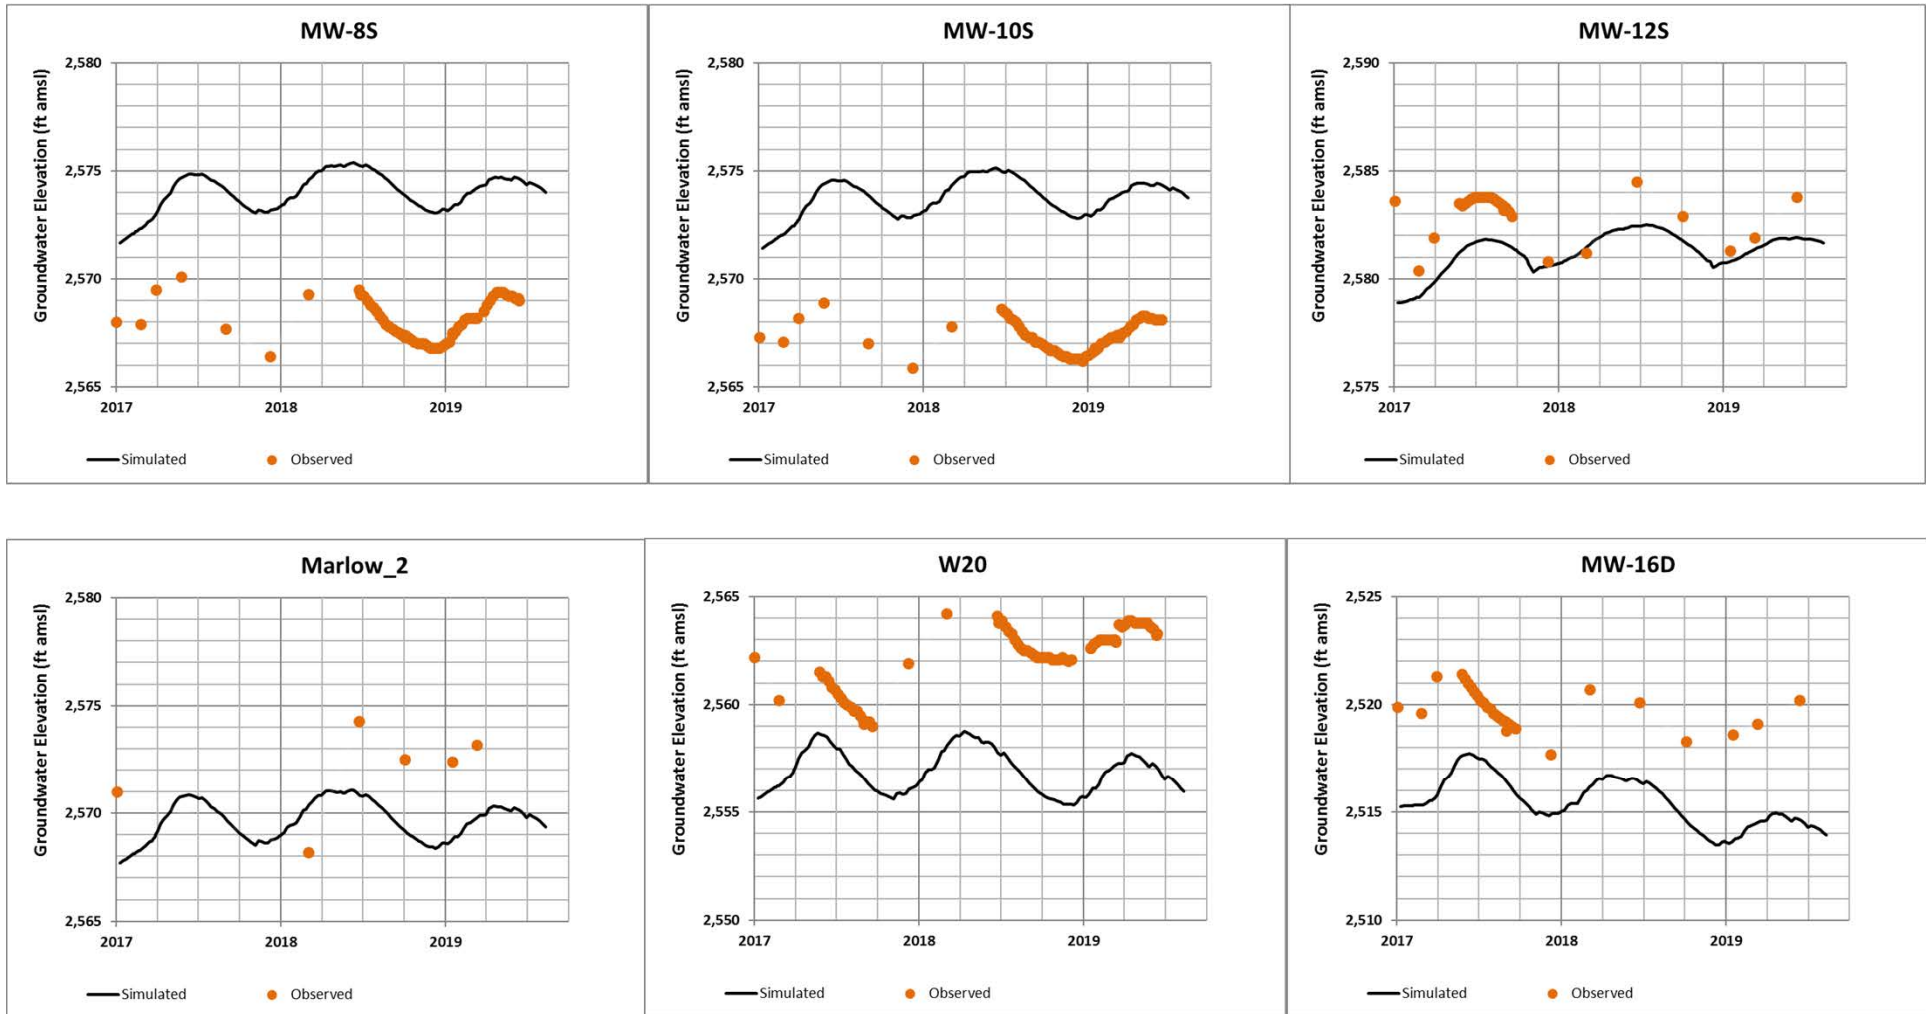 MW-8S
Groundwater Elevation (ft amsl)
2,580
2,575
2,570
2,565
2017 2018 2019
Simulated Observed
MW-10S
Groundwater Elevation (ft amsl)
2,580
2,575
2,570
2,565
2017 2018 2019
Simulated Observed
MW-12S
Groundwater Elevation (ft amsl)
2,590
2,585
2,580
2,575
2017 2018 2019
Simulated Observed
Marlow_2
Groundwater Elevation (ft amsl)
2,580
2,575
2,570
2,565
2017 2018 2019
Simulated Observed
W20
Groundwater Elevation (ft amsl)
2,565
2,560
2,555
2,550
2017 2018 2019
Simulated Observed
MW-16D
Groundwater Elevation (ft amsl)
2,525
2,520
2,515
2,510
2017 2018 2019
Simulated Observed